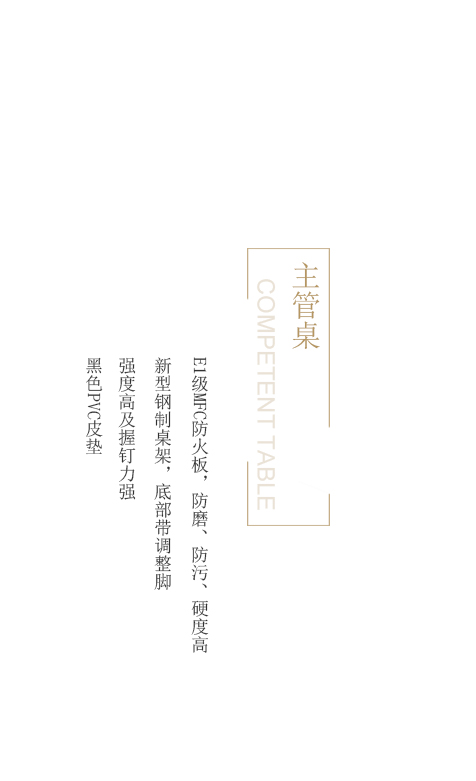 主管桌
COMPETENT TABLE
E1级MFC防火板，防磨、防污、硬度高
新型钢制桌架，底部带调整脚
强度高及握钉力强
黑色PVC皮垫